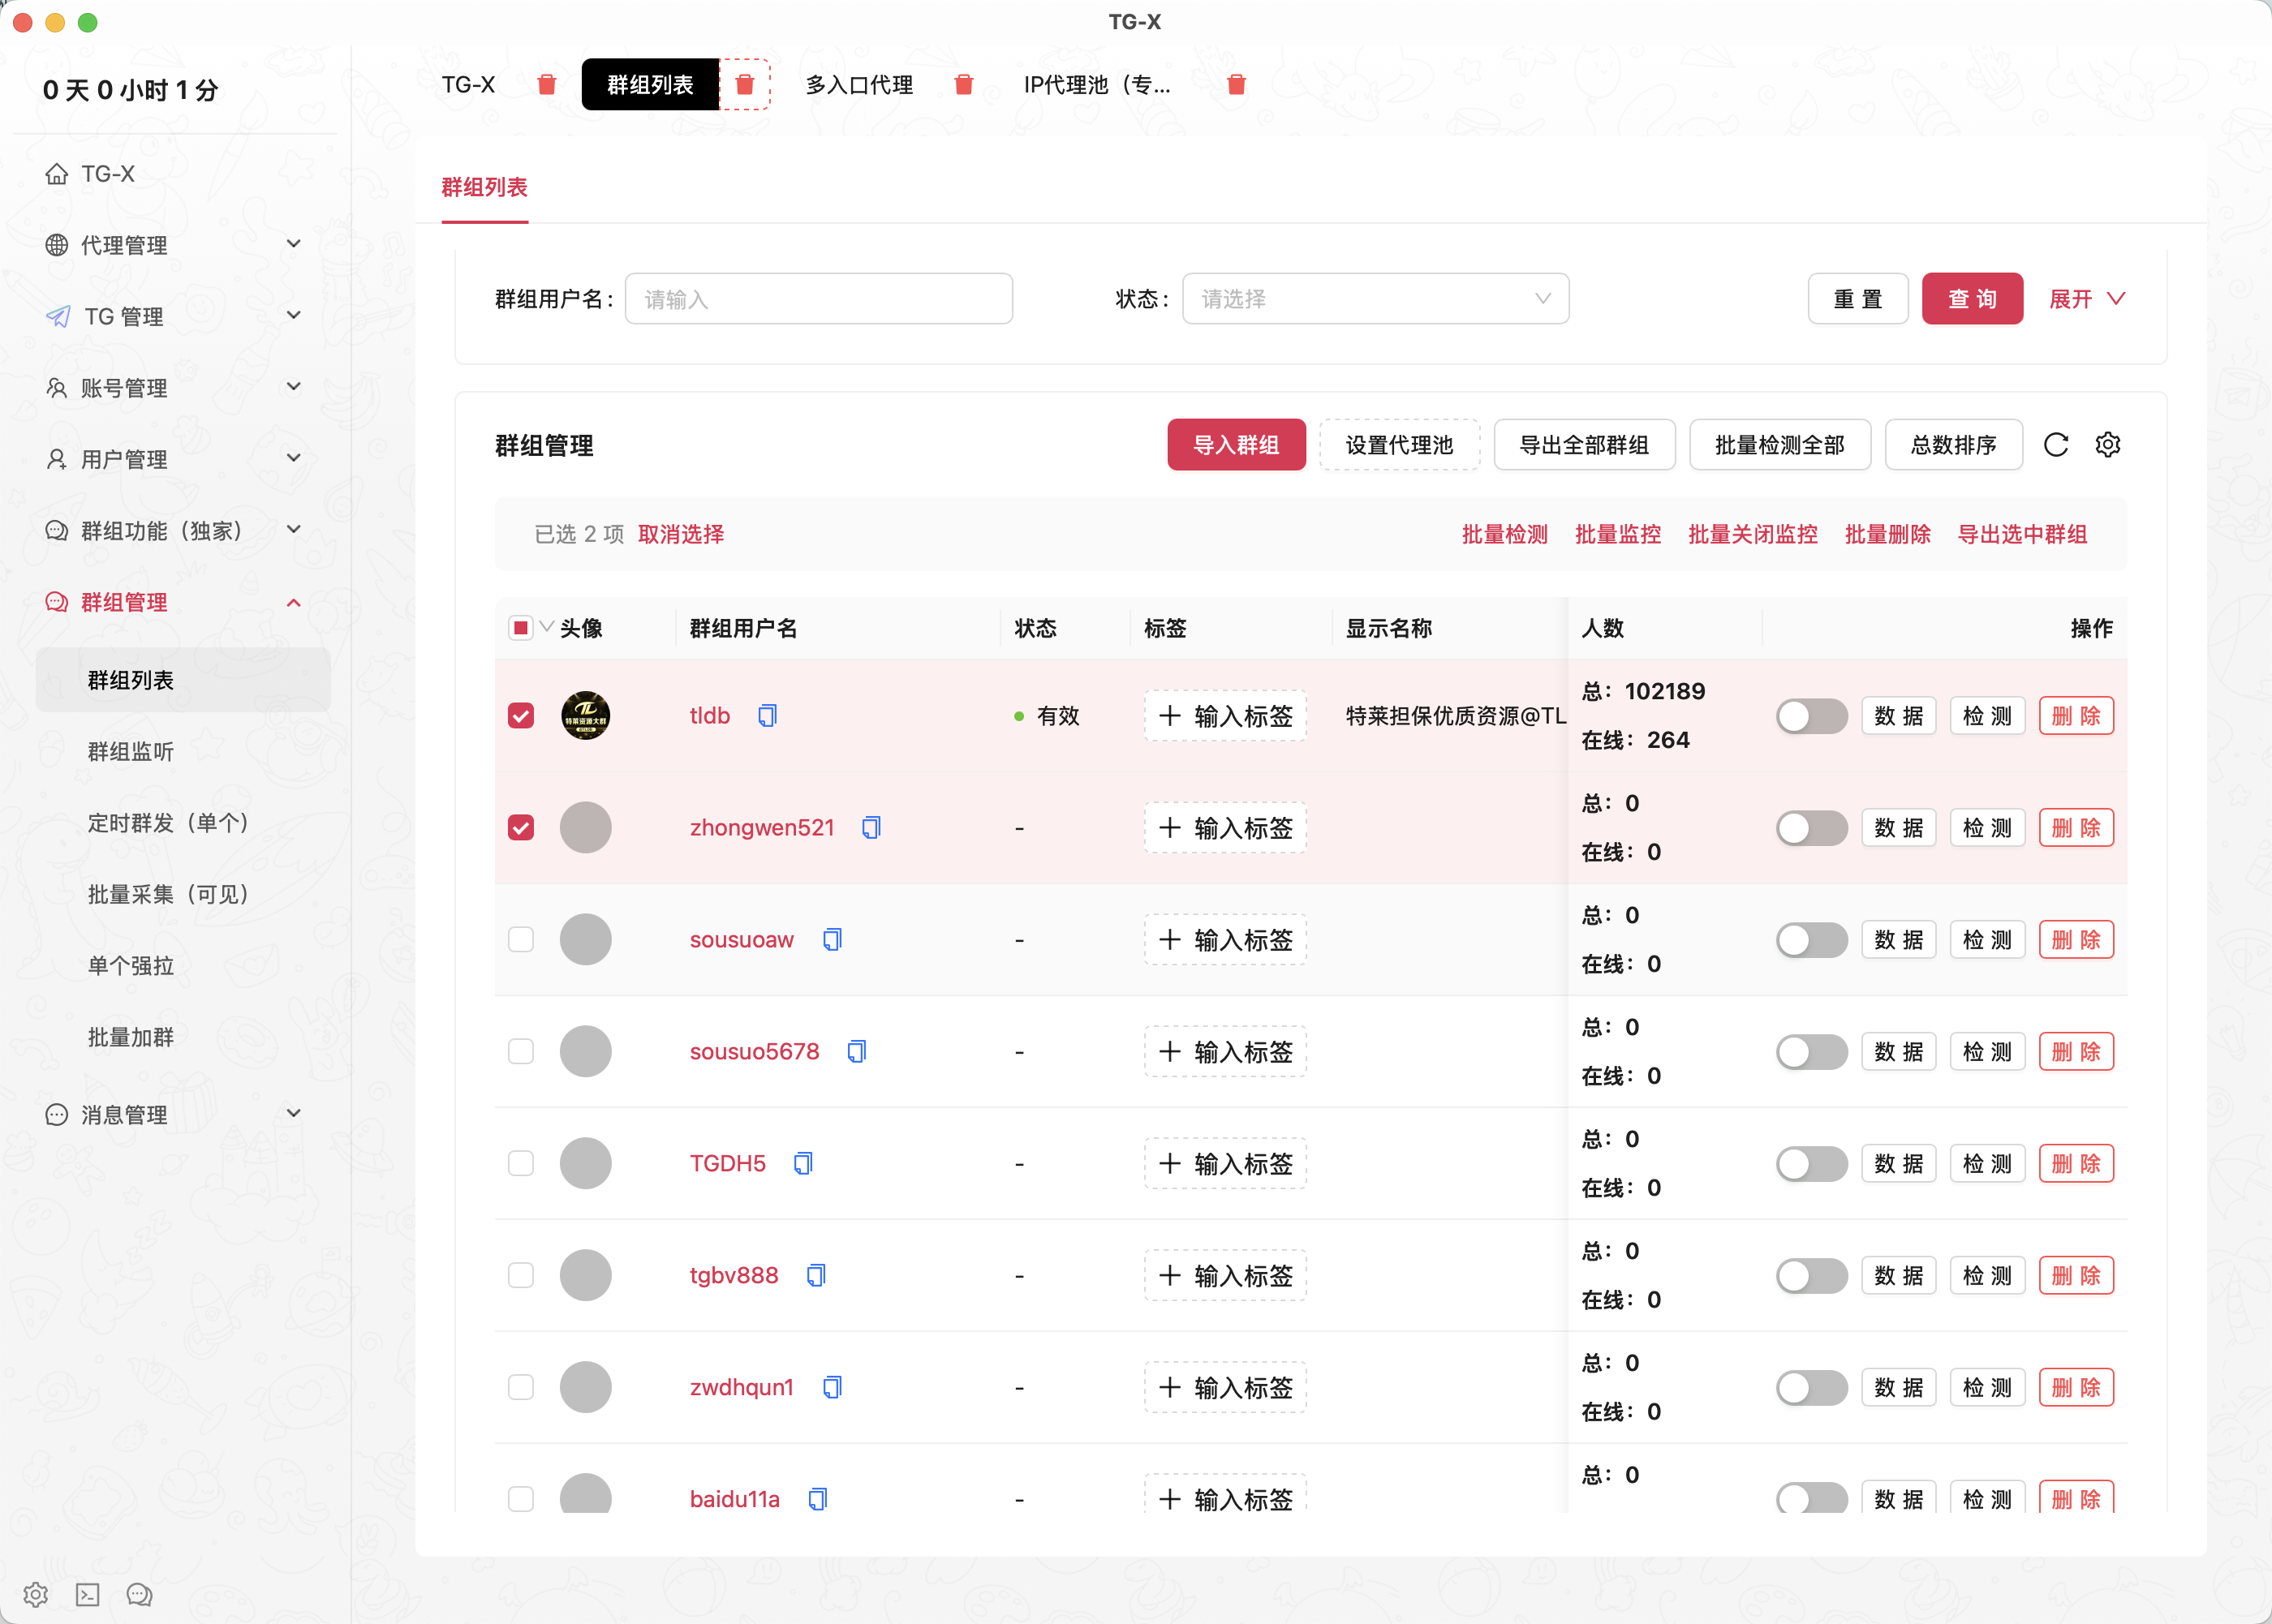 TG-X
0 天 0 小时 1 分
TG-X
代理管理
TG 管理
账号管理
用户管理
群组功能（独家）
群组管理
群组列表
群组监听
定时群发（单个）
批量采集（可见）
单个强拉
批量加群
消息管理
TG-X 群组列表 多入口代理 IP代理池（专...
群组列表
群组用户名： 请输入 状态： 请选择 重 置 查 询 展开
群组管理 导入群组 设置代理池 导出全部群组 批量检测全部 总数排序
已选 2 项 取消选择 批量检测 批量监控 批量关闭监控 批量删除 导出选中群组
头像 群组用户名 状态 标签 显示名称 人数 操作
TL 特莱资源大群
tldb 有效 + 输入标签 特莱担保优质资源@TL 总：102189 在线：264 数 据 检 测 删 除
zhongwen521 - + 输入标签 总：0 在线：0 数 据 检 测 删 除
sousuoaw - + 输入标签 总：0 在线：0 数 据 检 测 删 除
sousuo5678 - + 输入标签 总：0 在线：0 数 据 检 测 删 除
TGDH5 - + 输入标签 总：0 在线：0 数 据 检 测 删 除
tgbv888 - + 输入标签 总：0 在线：0 数 据 检 测 删 除
zwdhqun1 - + 输入标签 总：0 在线：0 数 据 检 测 删 除
baidu11a - + 输入标签 总：0 数 据 检 测 删 除